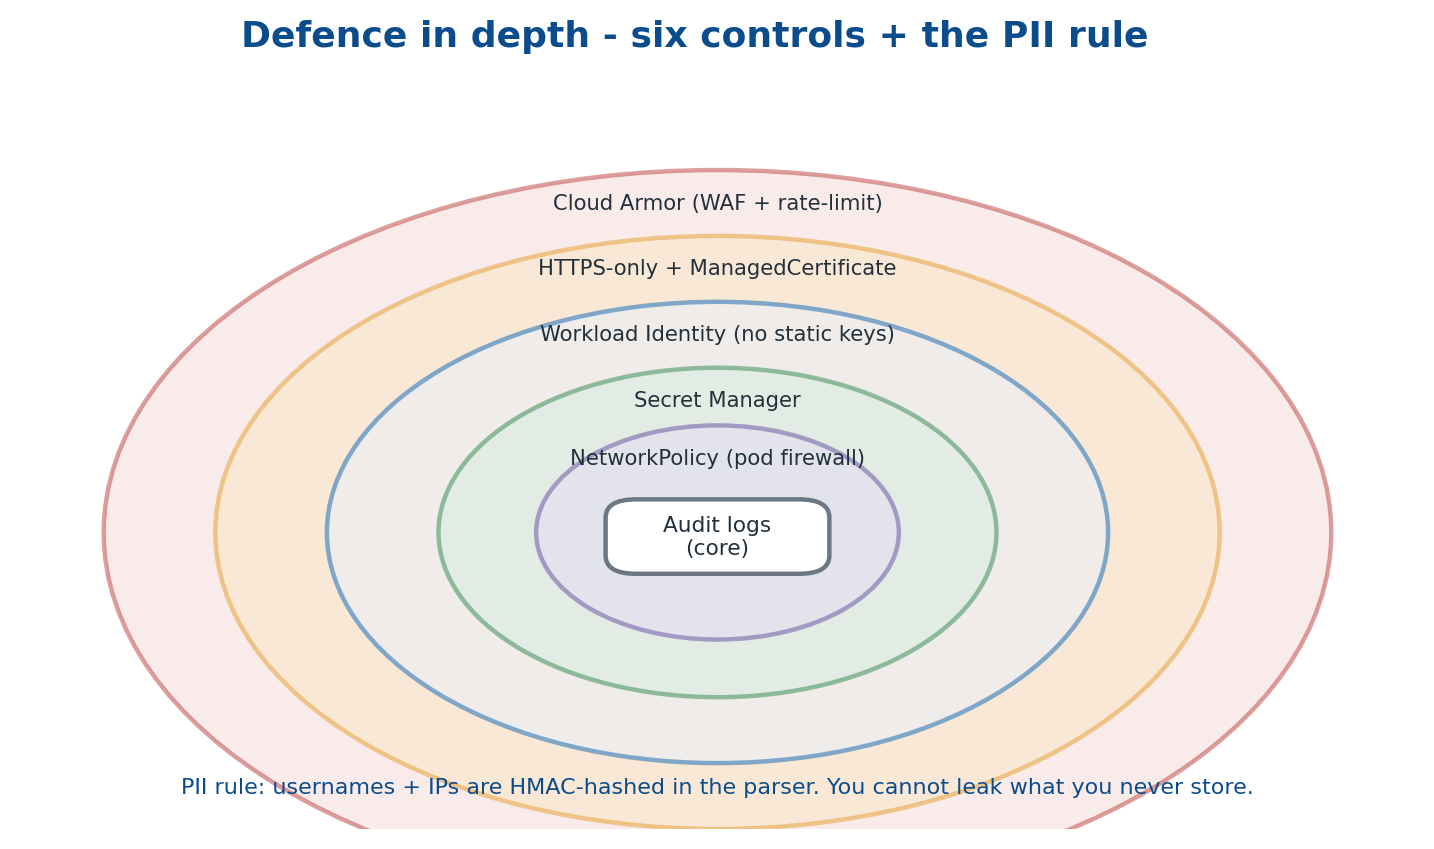 Defence in depth - six controls + the PII rule
Cloud Armor (WAF + rate-limit)
HTTPS-only + ManagedCertificate
Workload Identity (no static keys)
Secret Manager
NetworkPolicy (pod firewall)
Audit logs
(core)
PII rule: usernames + IPs are HMAC-hashed in the parser. You cannot leak what you never store.